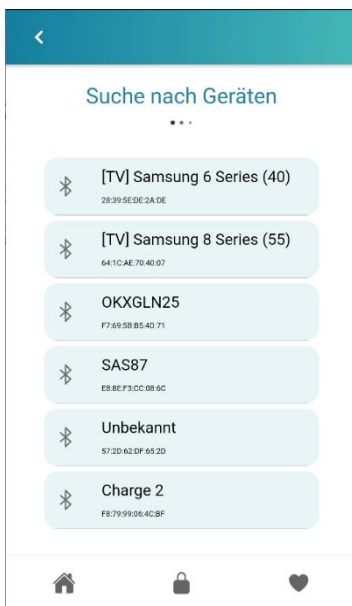 Suche nach Geräten
[TV] Samsung 6 Series (40)
28:39:5E:DE:2A:DE
[TV] Samsung 8 Series (55)
64:1C:AE:70:40:07
OKXGLN25
F7:69:5B:B5:4D:71
SAS87
E8:8E:F3:CC:08:6C
Unbekannt
57:2D:62:DF:65:2D
Charge 2
F8:79:99:06:4C:BF